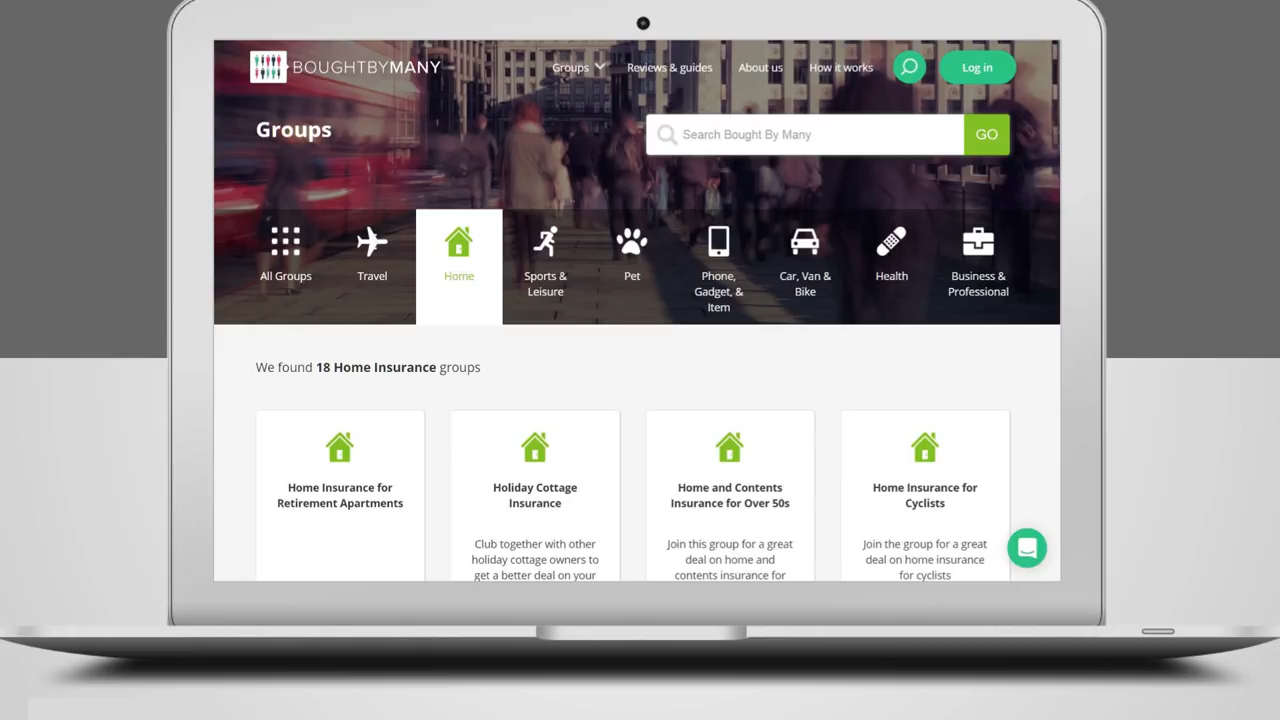 BOUGHTBYMANY
Groups
Reviews & guides
About us
How it works
Log in
Groups
Search Bought By Many
GO
All Groups
Travel
Home
Sports &
Leisure
Pet
Phone,
Gadget, &
Item
Car, Van &
Bike
Health
Business &
Professional
We found 18 Home Insurance groups
Home Insurance for
Retirement Apartments
Holiday Cottage
Insurance
Club together with other
holiday cottage owners to
get a better deal on your
Home and Contents
Insurance for Over 50s
Join this group for a great
deal on home and
contents insurance for
Home Insurance for
Cyclists
Join the group for a great
deal on home insurance
for cyclists